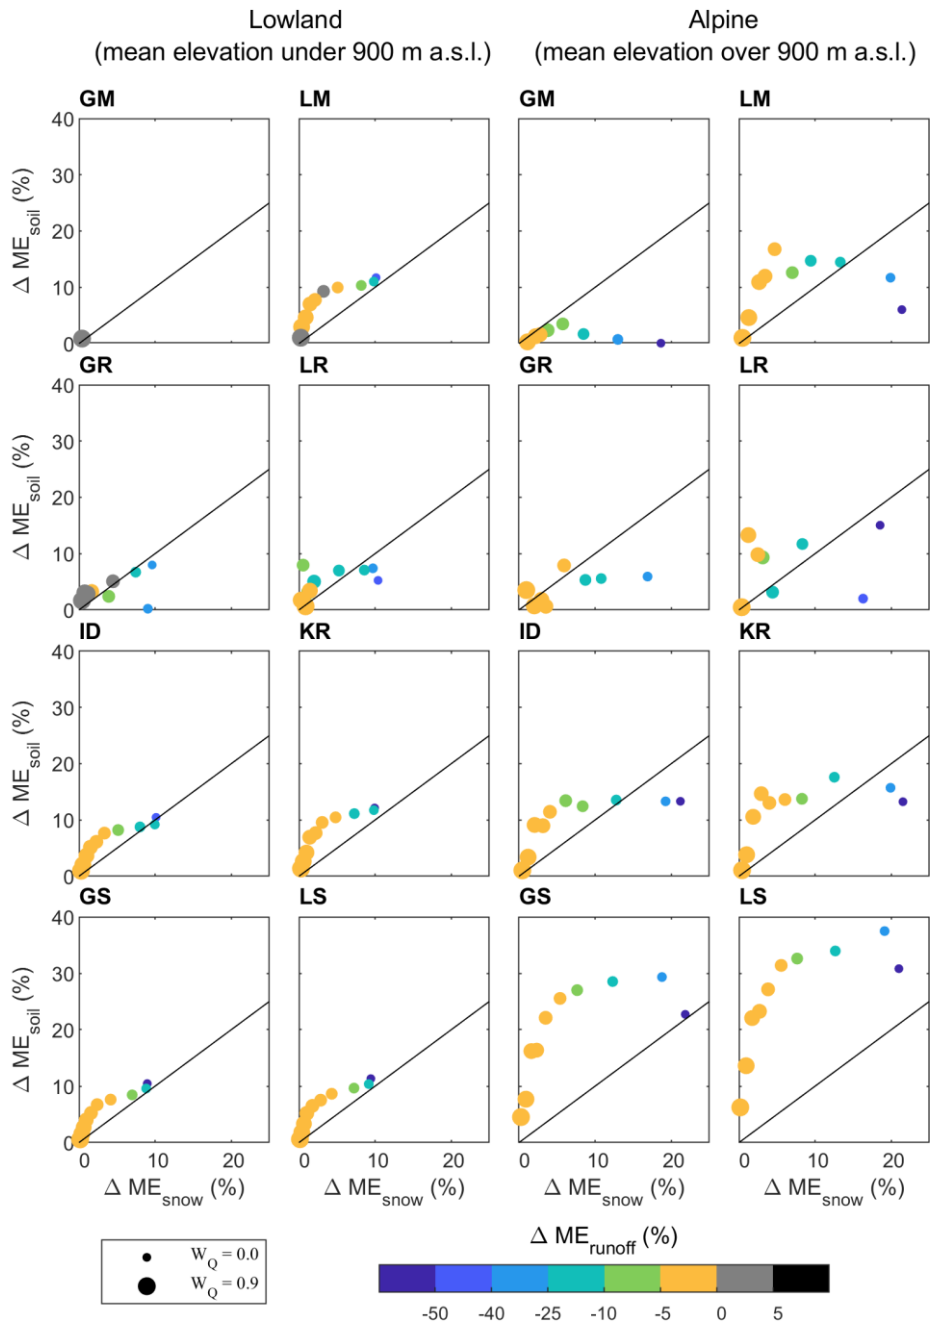 Lowland
(mean elevation under 900 m a.s.l.)
Alpine
(mean elevation over 900 m a.s.l.)
GM
LM
GM
LM
40
30
20
10
0
Δ ME_soil (%)
GR
LR
GR
LR
40
30
20
10
0
Δ ME_soil (%)
ID
KR
ID
KR
40
30
20
10
0
Δ ME_soil (%)
GS
LS
GS
LS
40
30
20
10
0
Δ ME_soil (%)
0 10 20
0 10 20
0 10 20
0 10 20
Δ ME_snow (%)
Δ ME_snow (%)
Δ ME_snow (%)
Δ ME_snow (%)
W_Q = 0.0
W_Q = 0.9
Δ ME_runoff (%)
-50 -40 -25 -10 -5 0 5